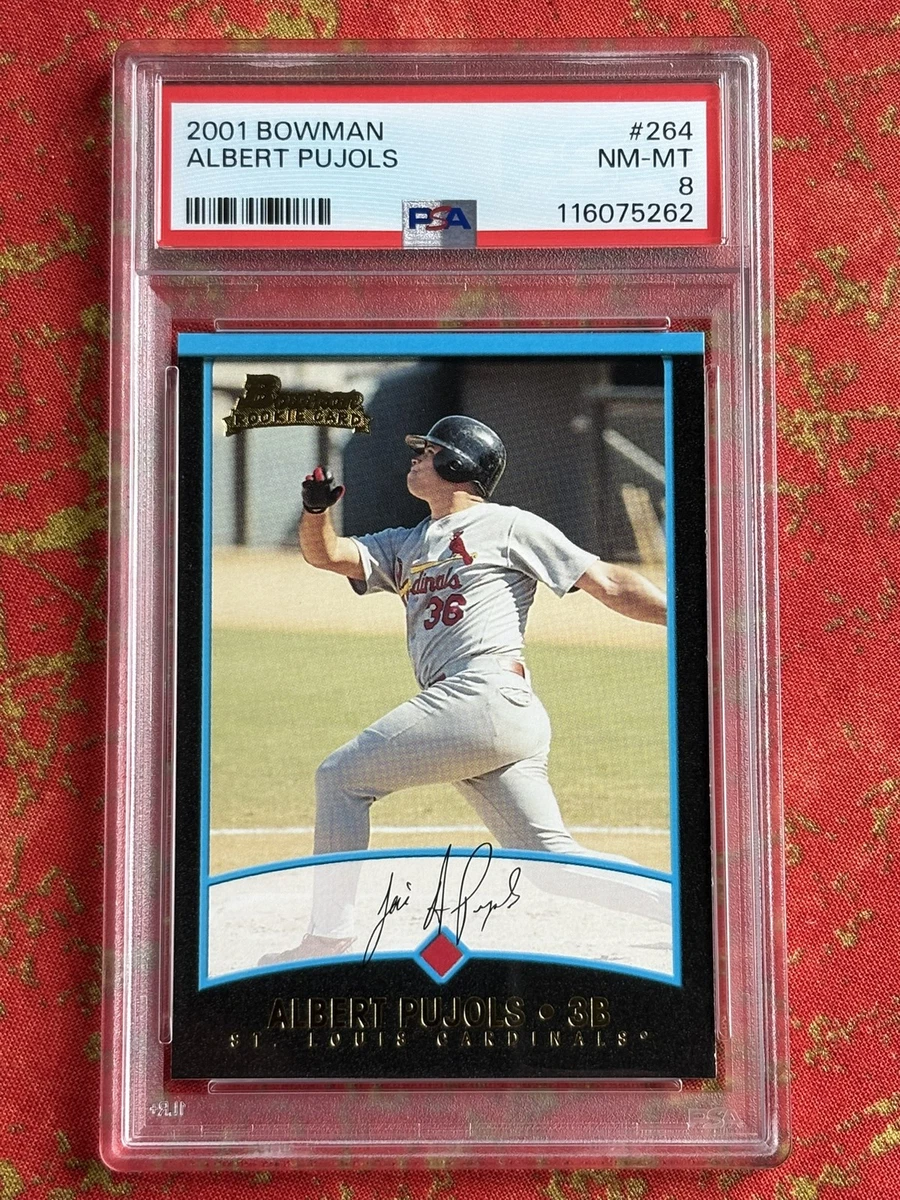 2001 BOWMAN #264
ALBERT PUJOLS NM-MT
8
116075262
PSA
Bowman
ROOKIE CARD
Cardinals
36
ALBERT PUJOLS • 3B
ST. LOUIS CARDINALS
PSA